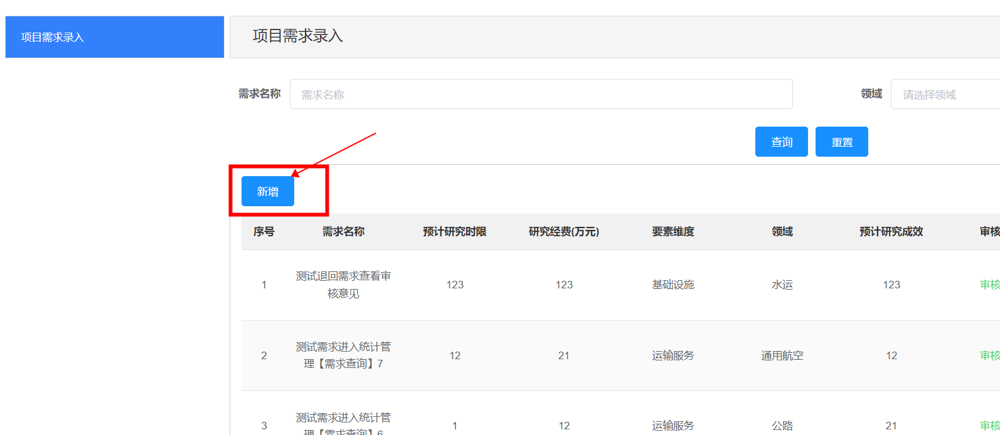 项目需求录入
项目需求录入
需求名称 需求名称 领域 请选择领域
查询 重置
新增
序号 需求名称 预计研究时限 研究经费(万元) 要素维度 领域 预计研究成效 审核
1 测试退回需求查看审 123 123 基础设施 水运 123 审核
核意见
2 测试需求进入统计管 12 21 运输服务 通用航空 12 审核
理【需求查询】7
3 测试需求进入统计管 1 12 运输服务 公路 21 审核
理【需求查询】6